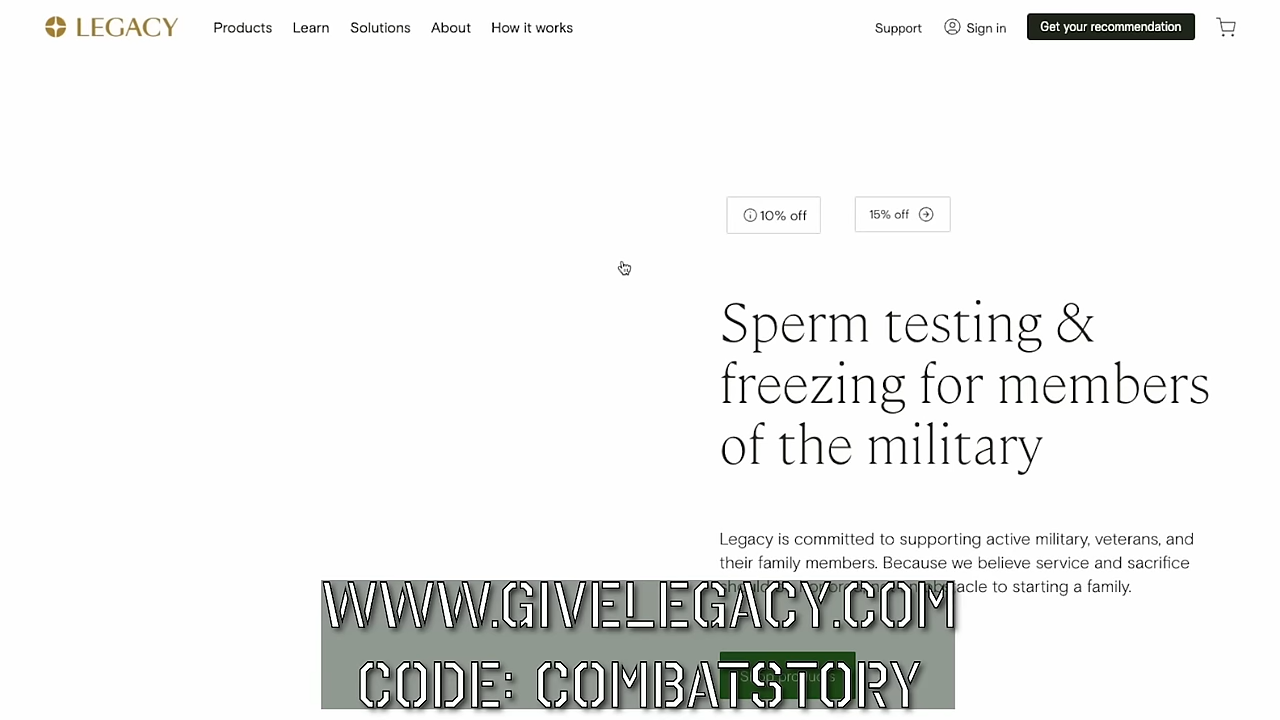 LEGACY Products Learn Solutions About How it works Support Sign in Get your recommendation
10% off 15% off
Sperm testing &
freezing for members
of the military
Legacy is committed to supporting active military, veterans, and
their family members. Because we believe service and sacrifice
to starting a family.
WWW.GIVELEGACY.COM
Shop products
CODE: COMBATSTORY